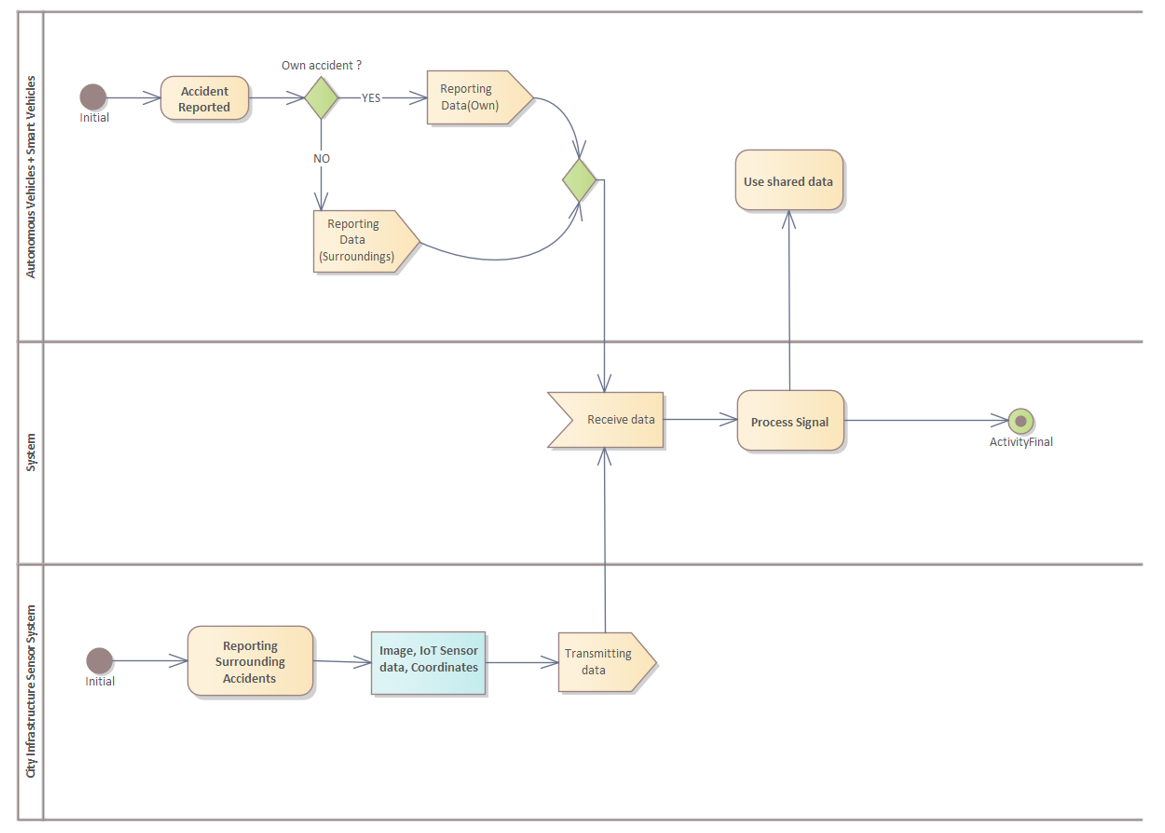 Autonomous Vehicles + Smart Vehicles
Initial
Accident
Reported
Own accident ?
YES
NO
Reporting
Data(Own)
Reporting
Data
(Surroundings)
Use shared data
System
Receive data
Process Signal
ActivityFinal
City Infrastructure Sensor System
Initial
Reporting
Surrounding
Accidents
Image, IoT Sensor
data, Coordinates
Transmitting
data